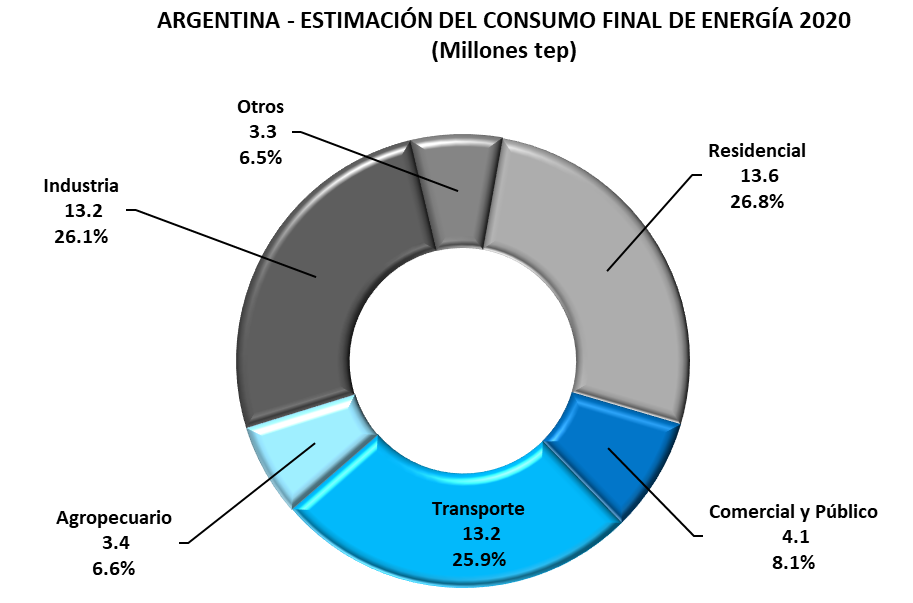 ARGENTINA - ESTIMACIÓN DEL CONSUMO FINAL DE ENERGÍA 2020
(Millones tep)
Otros
3.3
6.5%
Residencial
13.6
26.8%
Industria
13.2
26.1%
Transporte
13.2
25.9%
Agropecuario
3.4
6.6%
Comercial y Público
4.1
8.1%